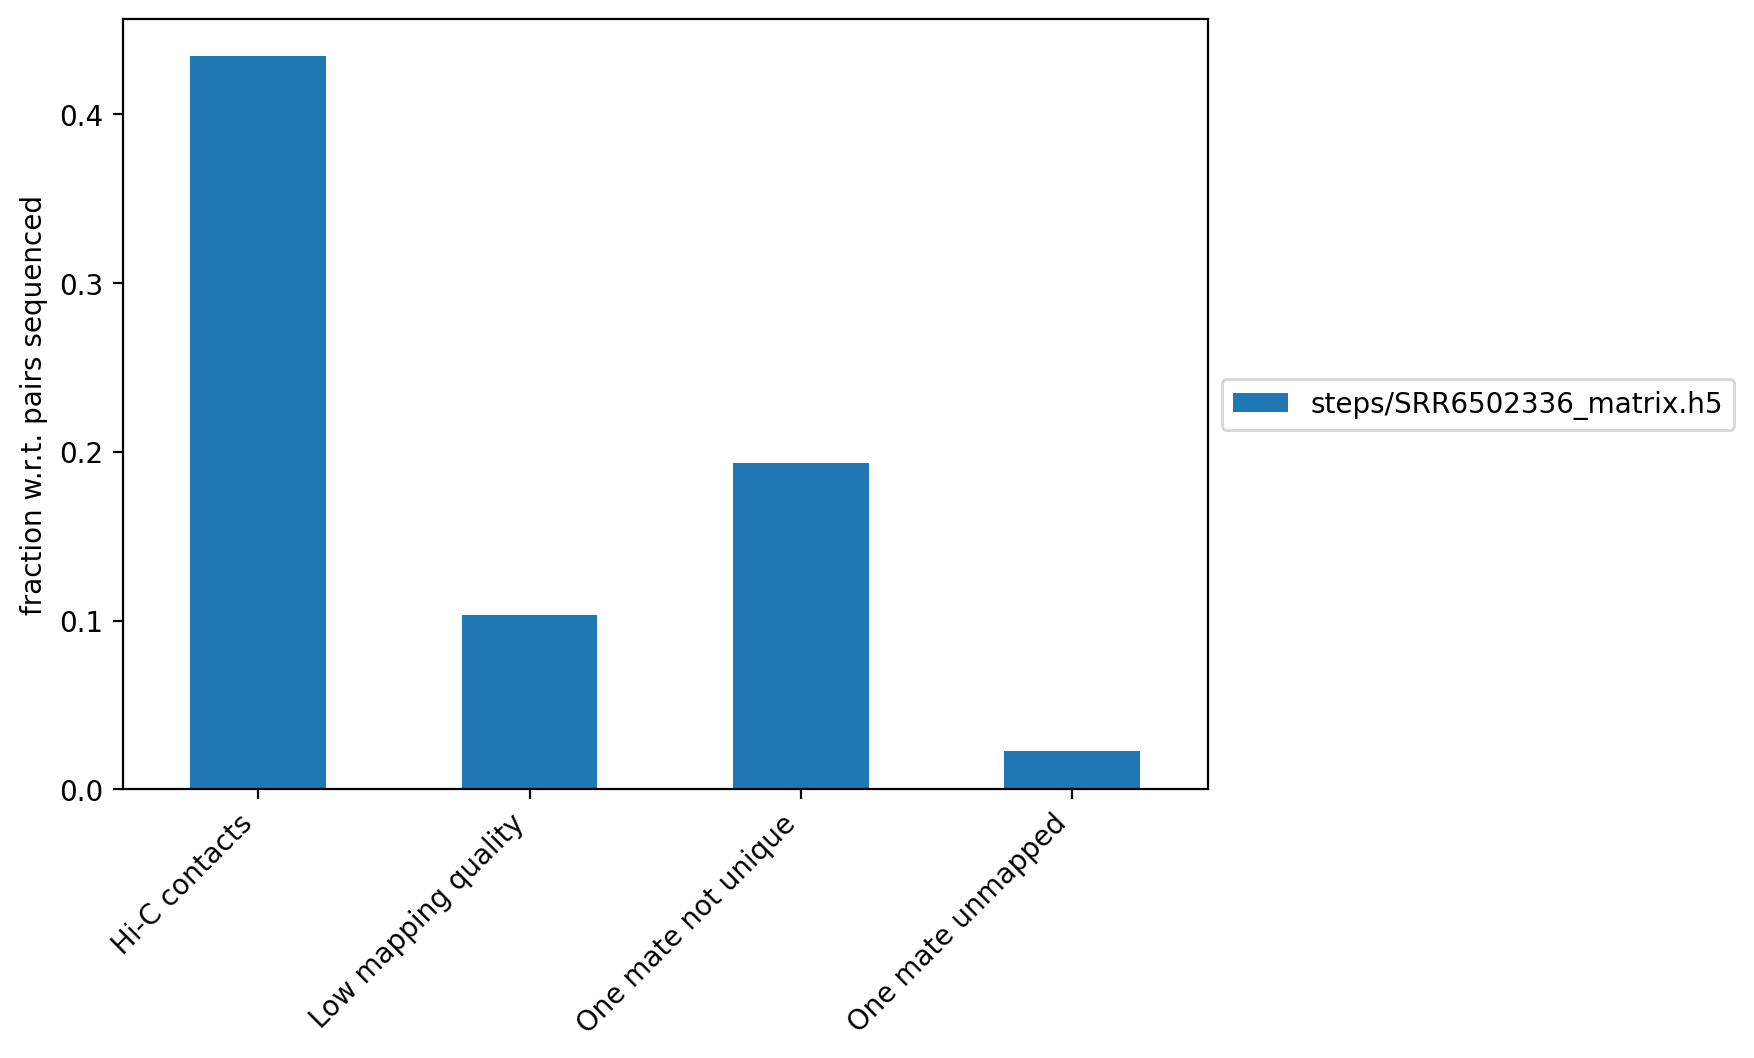 fraction w.r.t. pairs sequenced
0.4
0.3
0.2
0.1
0.0
Hi-C contacts
Low mapping quality
One mate not unique
One mate unmapped
steps/SRR6502336_matrix.h5